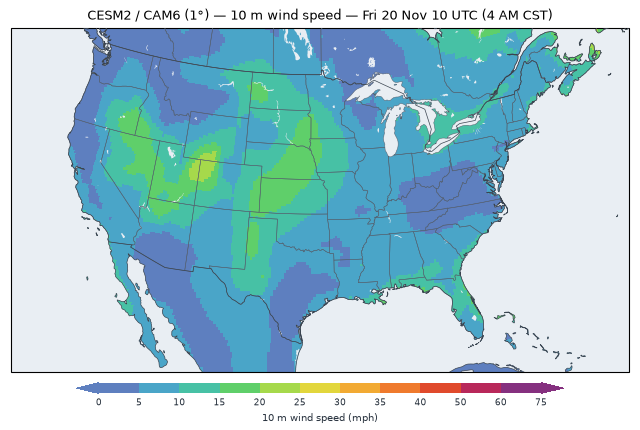 CESM2 / CAM6 (1°) — 10 m wind speed — Fri 20 Nov 10 UTC (4 AM CST)
0 5 10 15 20 25 30 35 40 50 60 75
10 m wind speed (mph)